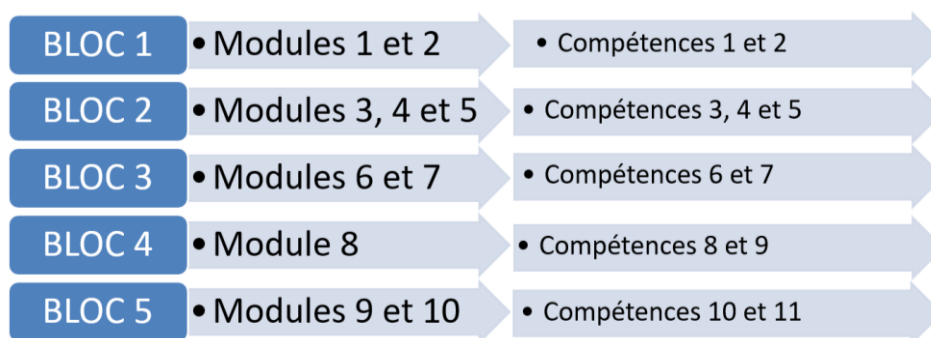 BLOC 1 • Modules 1 et 2 • Compétences 1 et 2
BLOC 2 • Modules 3, 4 et 5 • Compétences 3, 4 et 5
BLOC 3 • Modules 6 et 7 • Compétences 6 et 7
BLOC 4 • Module 8 • Compétences 8 et 9
BLOC 5 • Modules 9 et 10 • Compétences 10 et 11